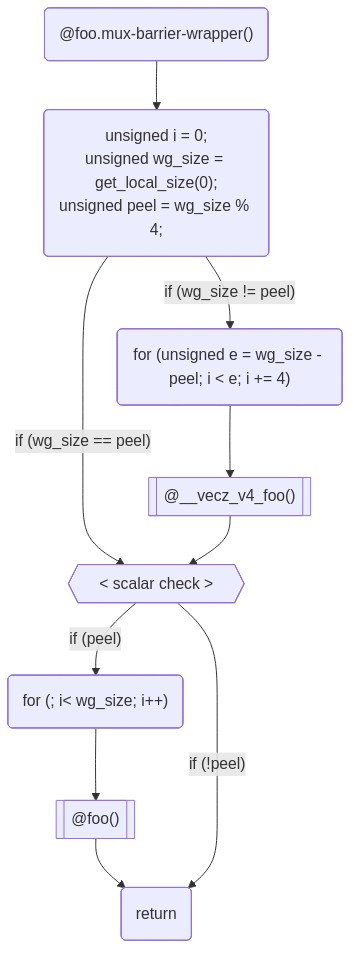 @foo.mux-barrier-wrapper()
unsigned i = 0;
unsigned wg_size =
get_local_size(0);
unsigned peel = wg_size %
4;
if (wg_size != peel)
for (unsigned e = wg_size -
peel; i < e; i += 4)
if (wg_size == peel)
@__vecz_v4_foo()
< scalar check >
if (peel)
for (; i< wg_size; i++)
if (!peel)
@foo()
return